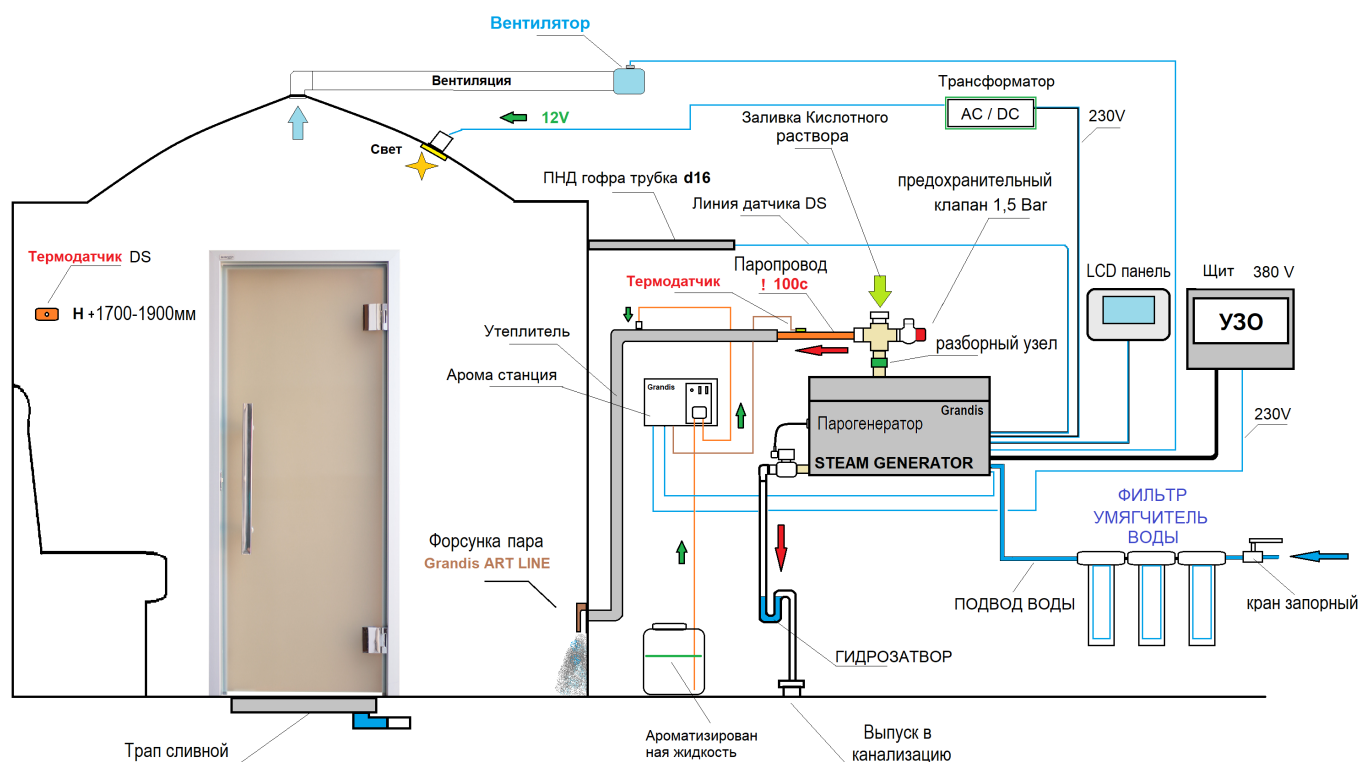 Вентилятор
Вентиляция
Трансформатор
AC / DC
12V
230V
Заливка Кислотного
раствора
Свет
ПНД гофра трубка d16
предохранительный
клапан 1,5 Bar
Линия датчика DS
Термодатчик DS
H +1700-1900мм
Термодатчик
Паропровод
! 100с
LCD панель
Щит 380 V
УЗО
Утеплитель
разборный узел
Арома станция
Grandis
Grandis
Парогенератор
STEAM GENERATOR
230V
ФИЛЬТР
УМЯГЧИТЕЛЬ
ВОДЫ
Форсунка пара
Grandis ART LINE
ПОДВОД ВОДЫ
кран запорный
ГИДРОЗАТВОР
Трап сливной
Ароматизирован
ная жидкость
Выпуск в
канализацию